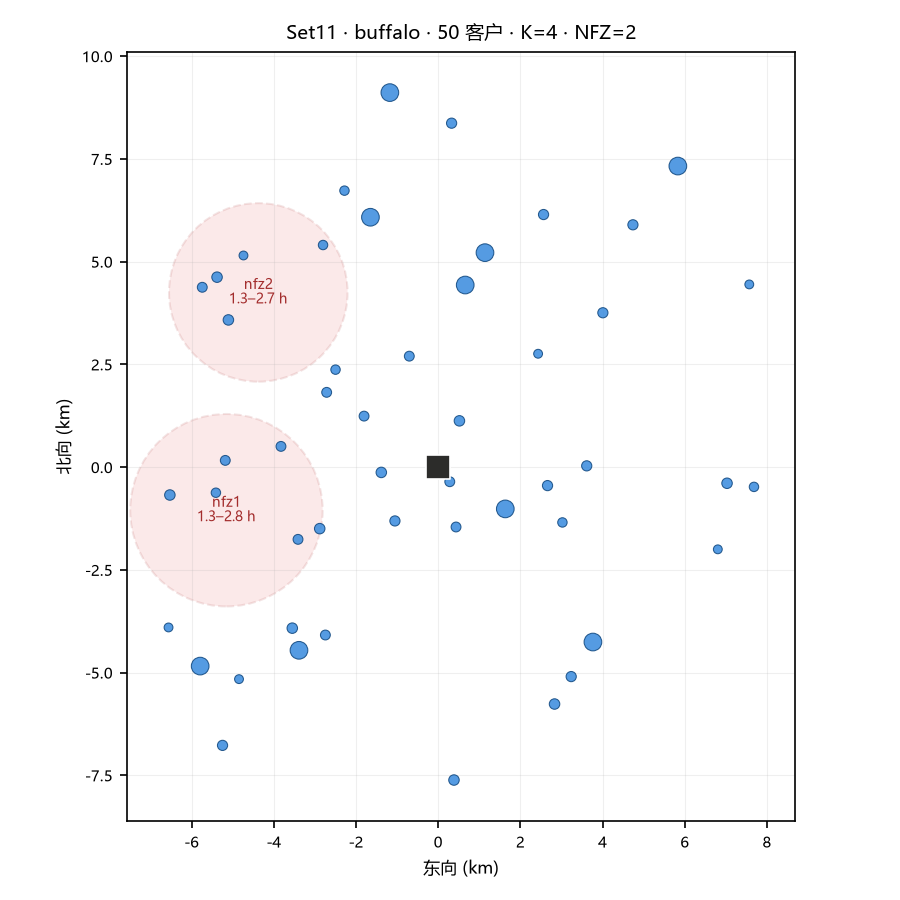 Set11 · buffalo · 50 客户 · K=4 · NFZ=2
10.0
7.5
5.0
2.5
0.0
-2.5
-5.0
-7.5
北向 (km)
nfz2
1.3–2.7 h
nfz1
1.3–2.8 h
-6
-4
-2
0
2
4
6
8
东向 (km)